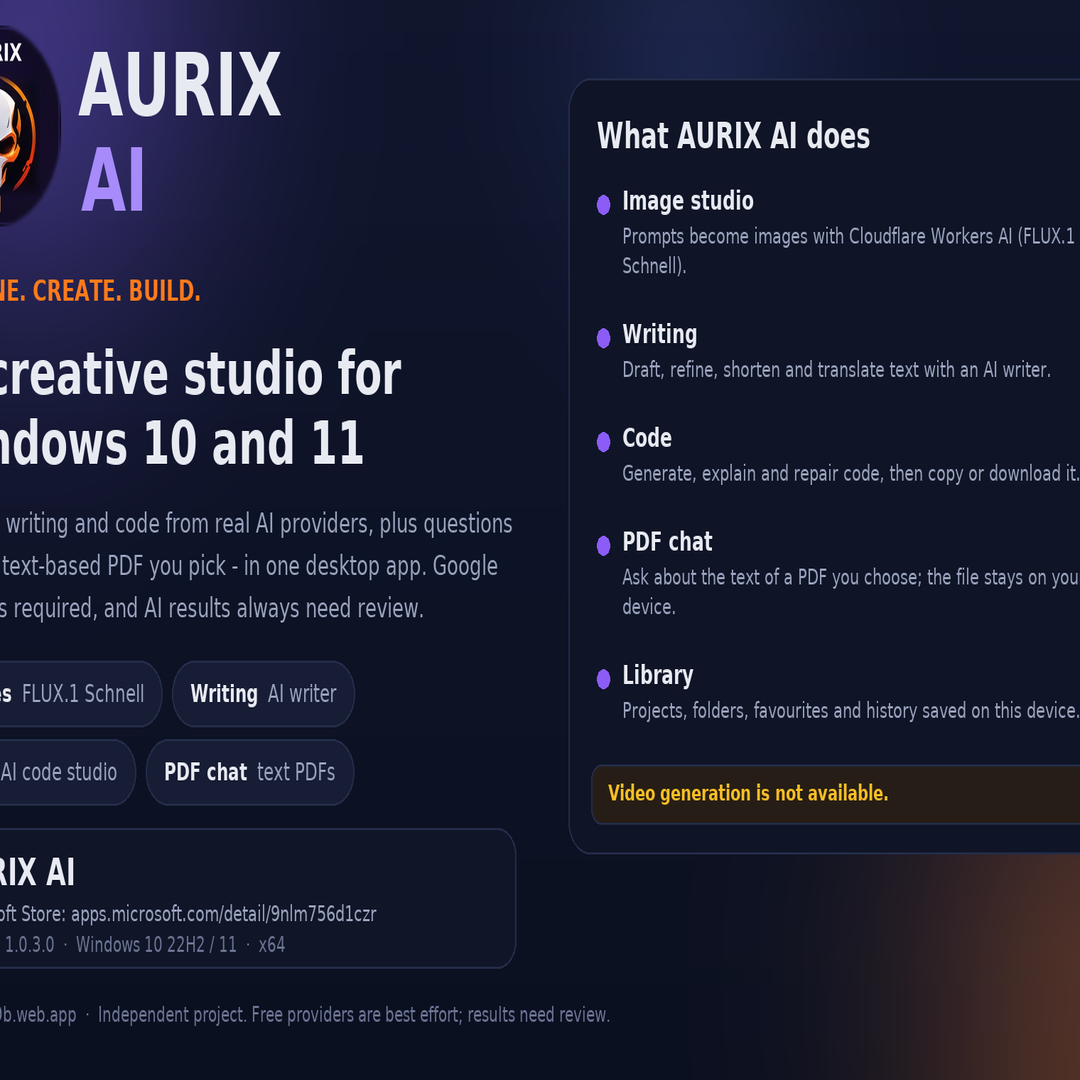 RIX
AURIX
AI
NE. CREATE. BUILD.
creative studio for
ndows 10 and 11
writing and code from real AI providers, plus questions
text-based PDF you pick - in one desktop app. Google
s required, and AI results always need review.
es FLUX.1 Schnell
Writing AI writer
AI code studio
PDF chat text PDFs
RIX AI
oft Store: apps.microsoft.com/detail/9nlm756d1czr
1.0.3.0 · Windows 10 22H2 / 11 · x64
What AURIX AI does
Image studio
Prompts become images with Cloudflare Workers AI (FLUX.1
Schnell).
Writing
Draft, refine, shorten and translate text with an AI writer.
Code
Generate, explain and repair code, then copy or download it.
PDF chat
Ask about the text of a PDF you choose; the file stays on you
device.
Library
Projects, folders, favourites and history saved on this device.
Video generation is not available.
b.web.app · Independent project. Free providers are best effort; results need review.